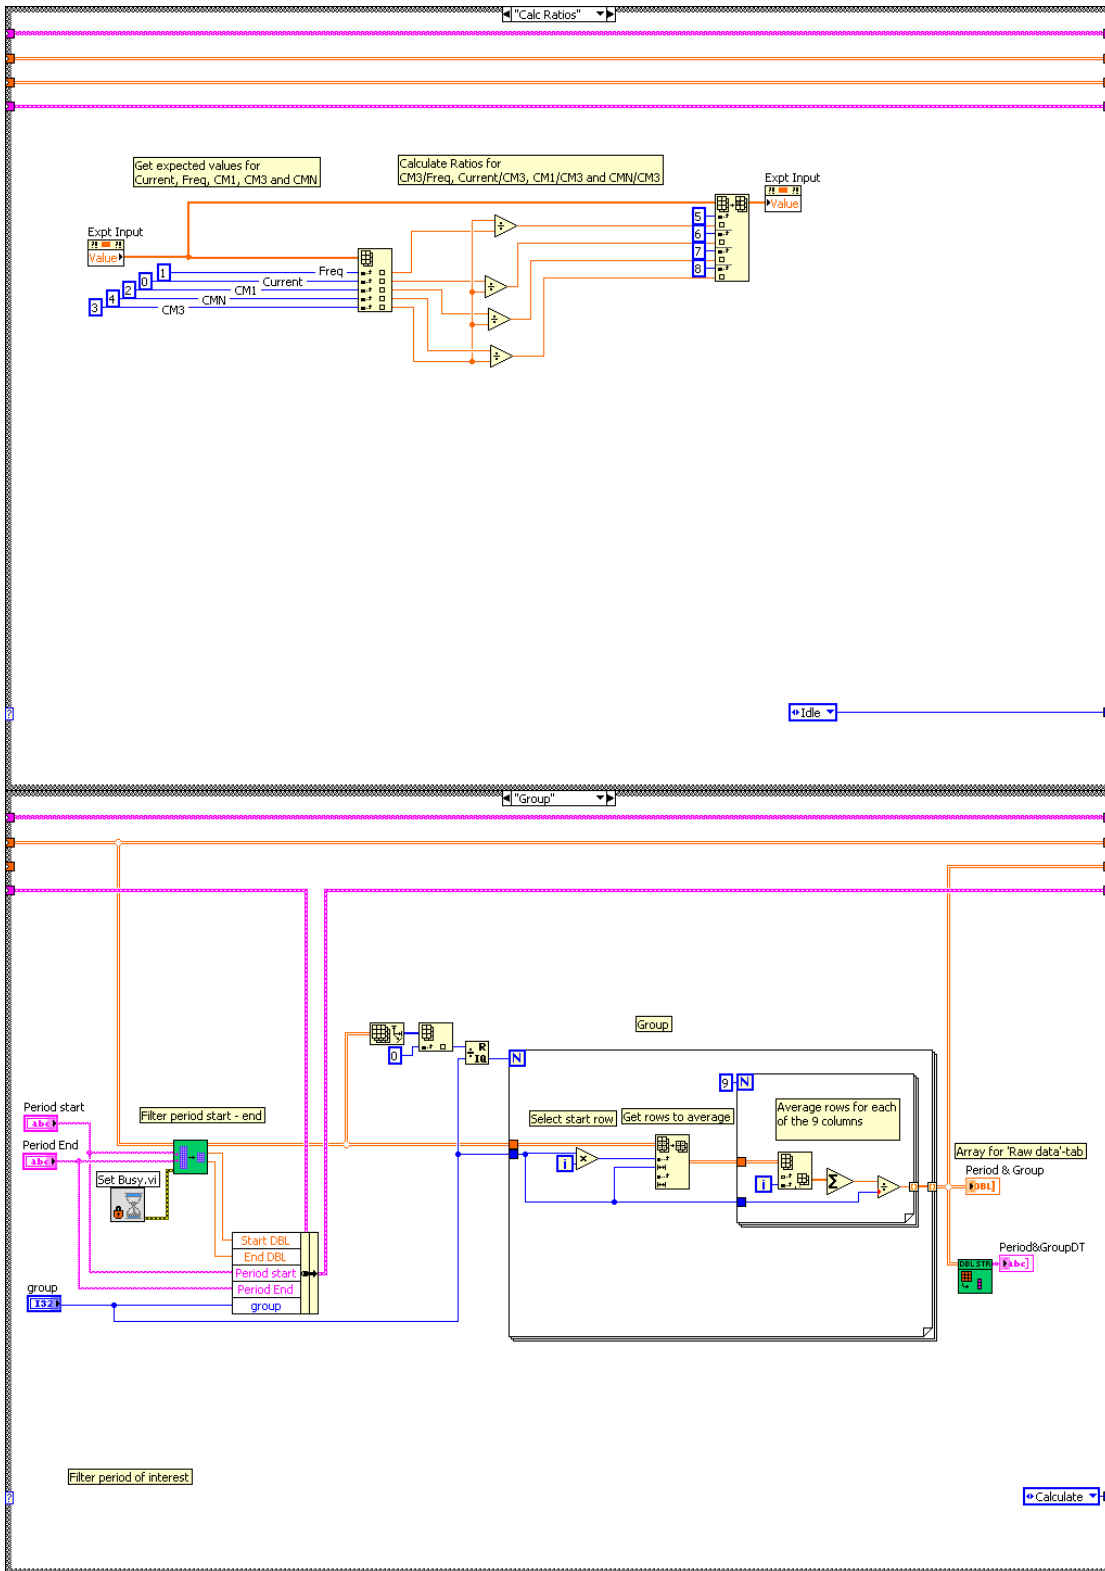 "Calc Ratios"
Get expected values for
Current, Freq, CM1, CM3 and CMN
Calculate Ratios for
CM3/Freq, Current/CM3, CM1/CM3 and CMN/CM3
Expt Input
Value
Expt Input
Value
5
6
7
8
1
Freq
0
Current
2
CM1
4
CMN
3
CM3
?
Idle
"Group"
Group
0
R
IQ
N
9
N
Period start
abc
Filter period start - end
Select start row
Get rows to average
Average rows for each
of the 9 columns
Period End
abc
Array for 'Raw data'-tab
Period & Group
DBL]
Set Busy.vi
i
i
Start DBL
End DBL
Period start
Period End
group
Period&GroupDT
abc]
DBL STR
group
I32
Filter period of interest
?
Calculate